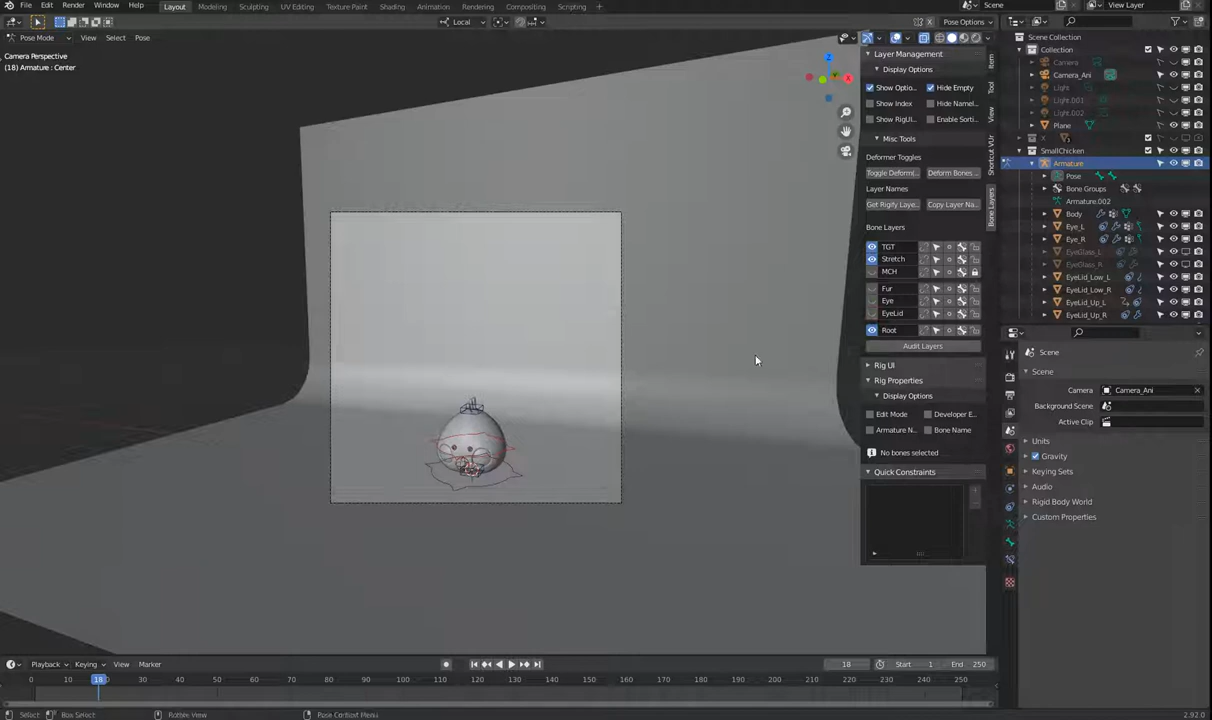 File Edit Render Window Help Layout Modeling Sculpting UV Editing Texture Paint Shading Animation Rendering Compositing Scripting Scene View Layer
Local Pose Options
Pose Mode View Select Pose
Camera Perspective
(18) Armature : Center
Layer Management
Display Options
Show Optio... Hide Empty
Show Index Hide Namel...
Show RigUI... Enable Sorti...
Misc Tools
Deformer Toggles
Toggle Deform(... Deform Bones ...
Layer Names
Get Rigify Laye... Copy Layer Na...
Bone Layers
TGT
Stretch
MCH
Fur
Eye
EyeLid
Root
Audit Layers
Rig UI
Rig Properties
Display Options
Edit Mode Developer E...
Armature N... Bone Name
No bones selected
Quick Constraints
Item
Tool
View
Shortcut VUr
Bone Layers
Scene Collection
Collection
Camera
Camera_Ani
Light
Light.001
Light.002
Plane
X
SmallChicken
Armature
Pose
Bone Groups
Armature.002
Body
Eye_L
Eye_R
EyeGlass_L
EyeGlass_R
EyeLid_Low_L
EyeLid_Low_R
EyeLid_Up_L
EyeLid_Up_R
Scene
Scene
Camera Camera_Ani
Background Scene
Active Clip
Units
Gravity
Keying Sets
Audio
Rigid Body World
Custom Properties
Playback Keying View Marker 18 Start 1 End 250
0 10 18 30 40 50 60 70 80 90 100 110 120 130 140 150 160 170 180 190 200 210 220 230 240 250
Select Box Select Rotate View Pose Context Menu 2.92.0